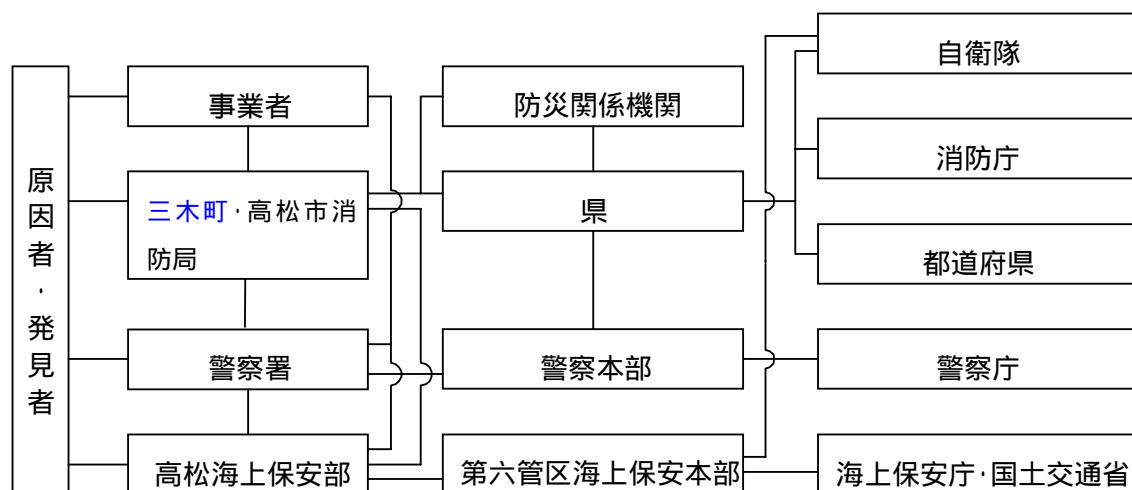 原因者・発見者
事業者
三木町・高松市消
防局
警察署
高松海上保安部
防災関係機関
県
警察本部
第六管区海上保安本部
自衛隊
消防庁
都道府県
警察庁
海上保安庁・国土交通省